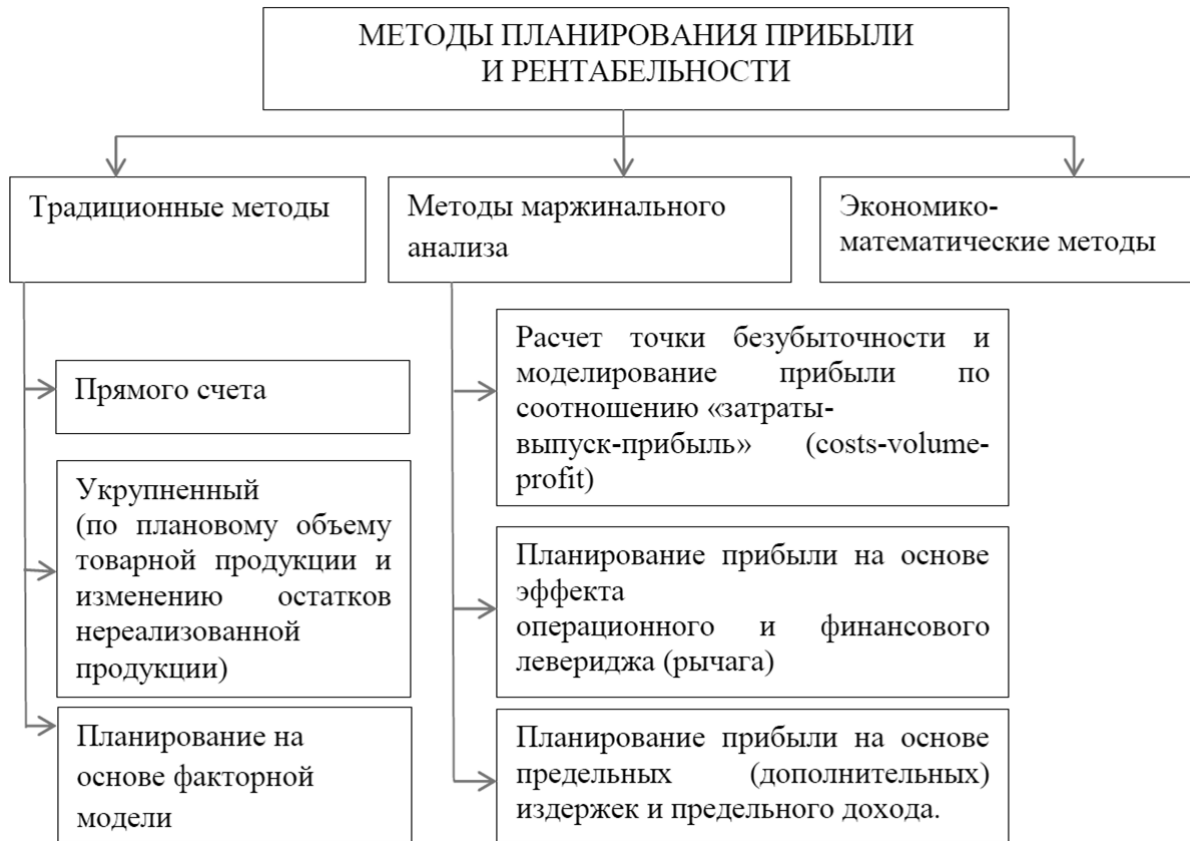 МЕТОДЫ ПЛАНИРОВАНИЯ ПРИБЫЛИ
И РЕНТАБЕЛЬНОСТИ
Традиционные методы
Методы маржинального
анализа
Экономико-
математические методы
Прямого счета
Укрупненный
(по плановому объему
товарной продукции и
изменению остатков
нереализованной
продукции)
Планирование на
основе факторной
модели
Расчет точки безубыточности и
моделирование прибыли по
соотношению «затраты-
выпуск-прибыль» (costs-volume-
profit)
Планирование прибыли на основе
эффекта
операционного и финансового
левериджа (рычага)
Планирование прибыли на основе
предельных (дополнительных)
издержек и предельного дохода.